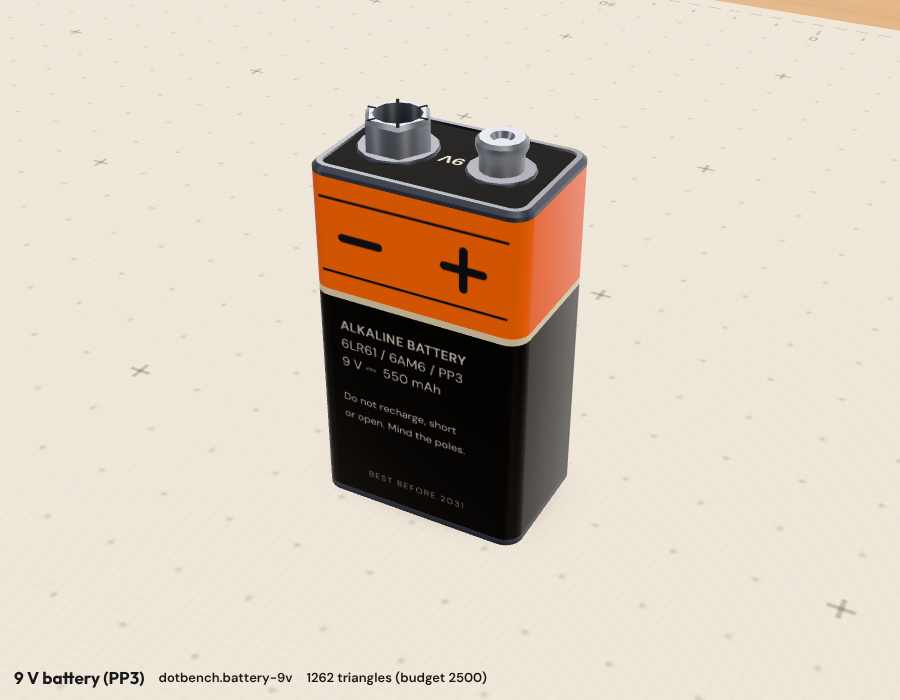 9V
ALKALINE BATTERY
6LR61 / 6AM6 / PP3
9 V ⎓ 550 mAh
Do not recharge, short
or open. Mind the poles.
BEST BEFORE 2031
9 V battery (PP3) dotbench.battery-9v 1262 triangles (budget 2500)